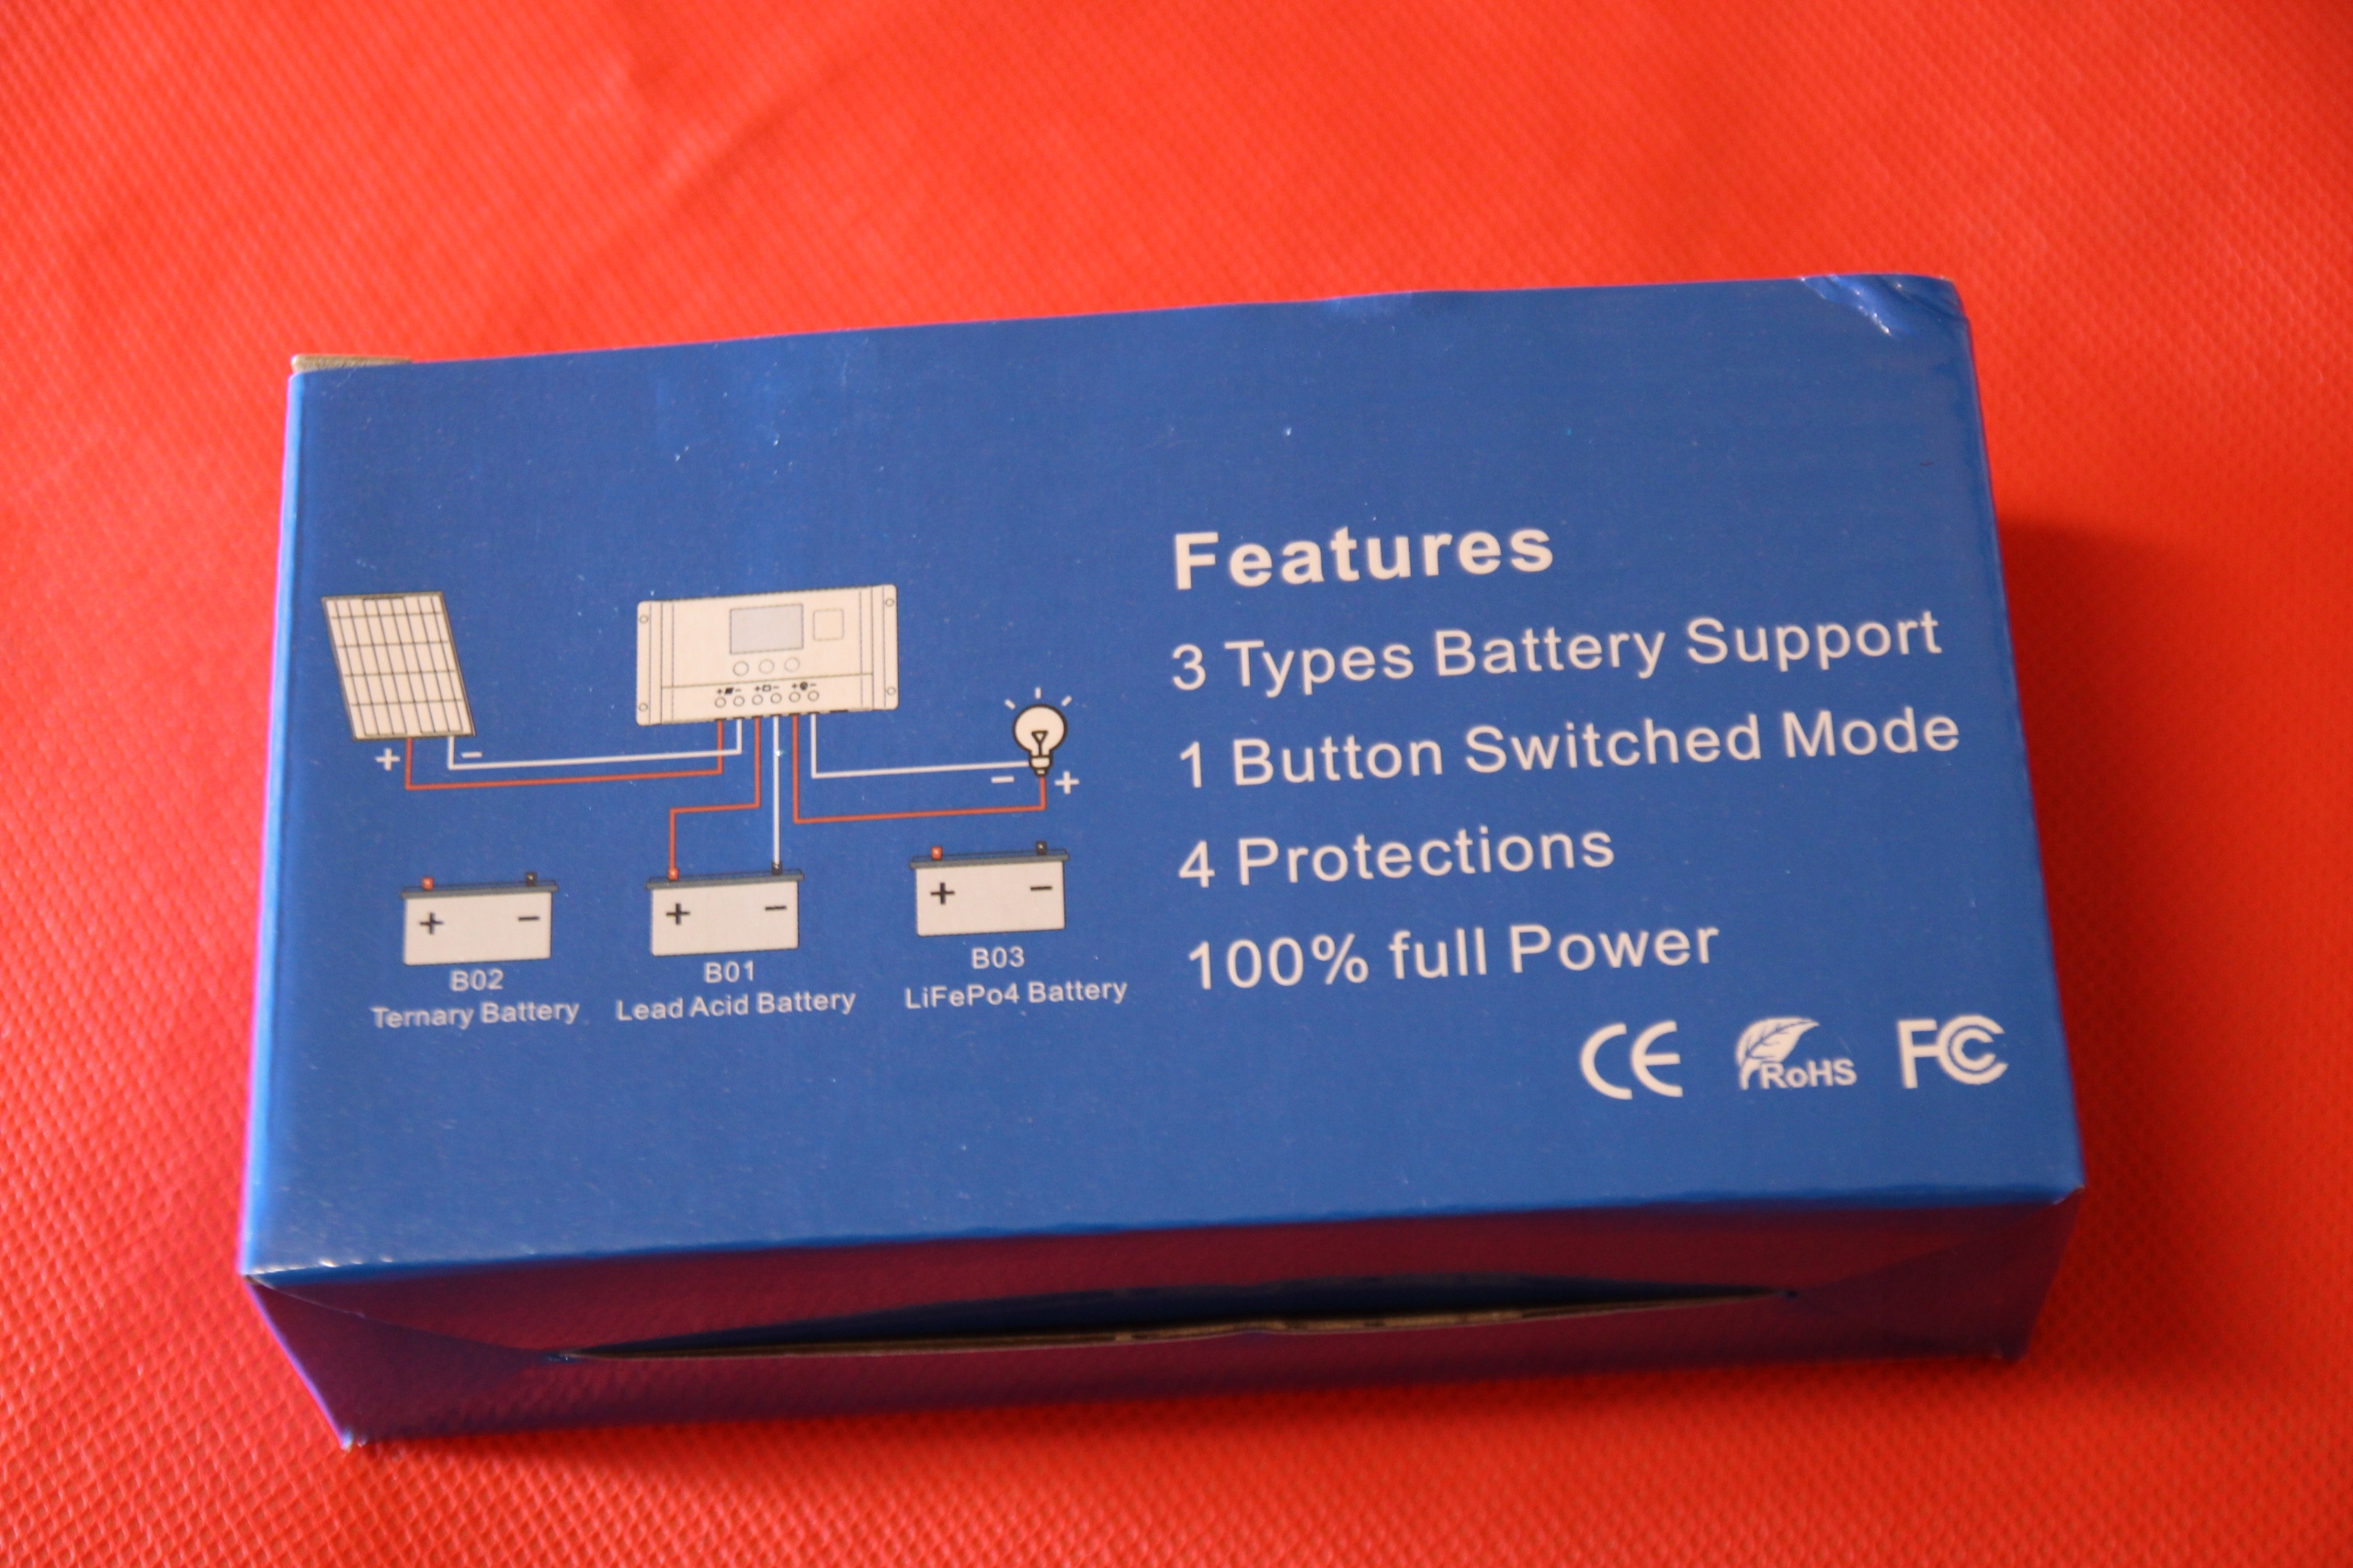 Features
3 Types Battery Support
1 Button Switched Mode
4 Protections
100% full Power
CE RoHS FC
+ −
− +
+ − + − + −
B02 B01 B03
Ternary Battery Lead Acid Battery LiFePo4 Battery